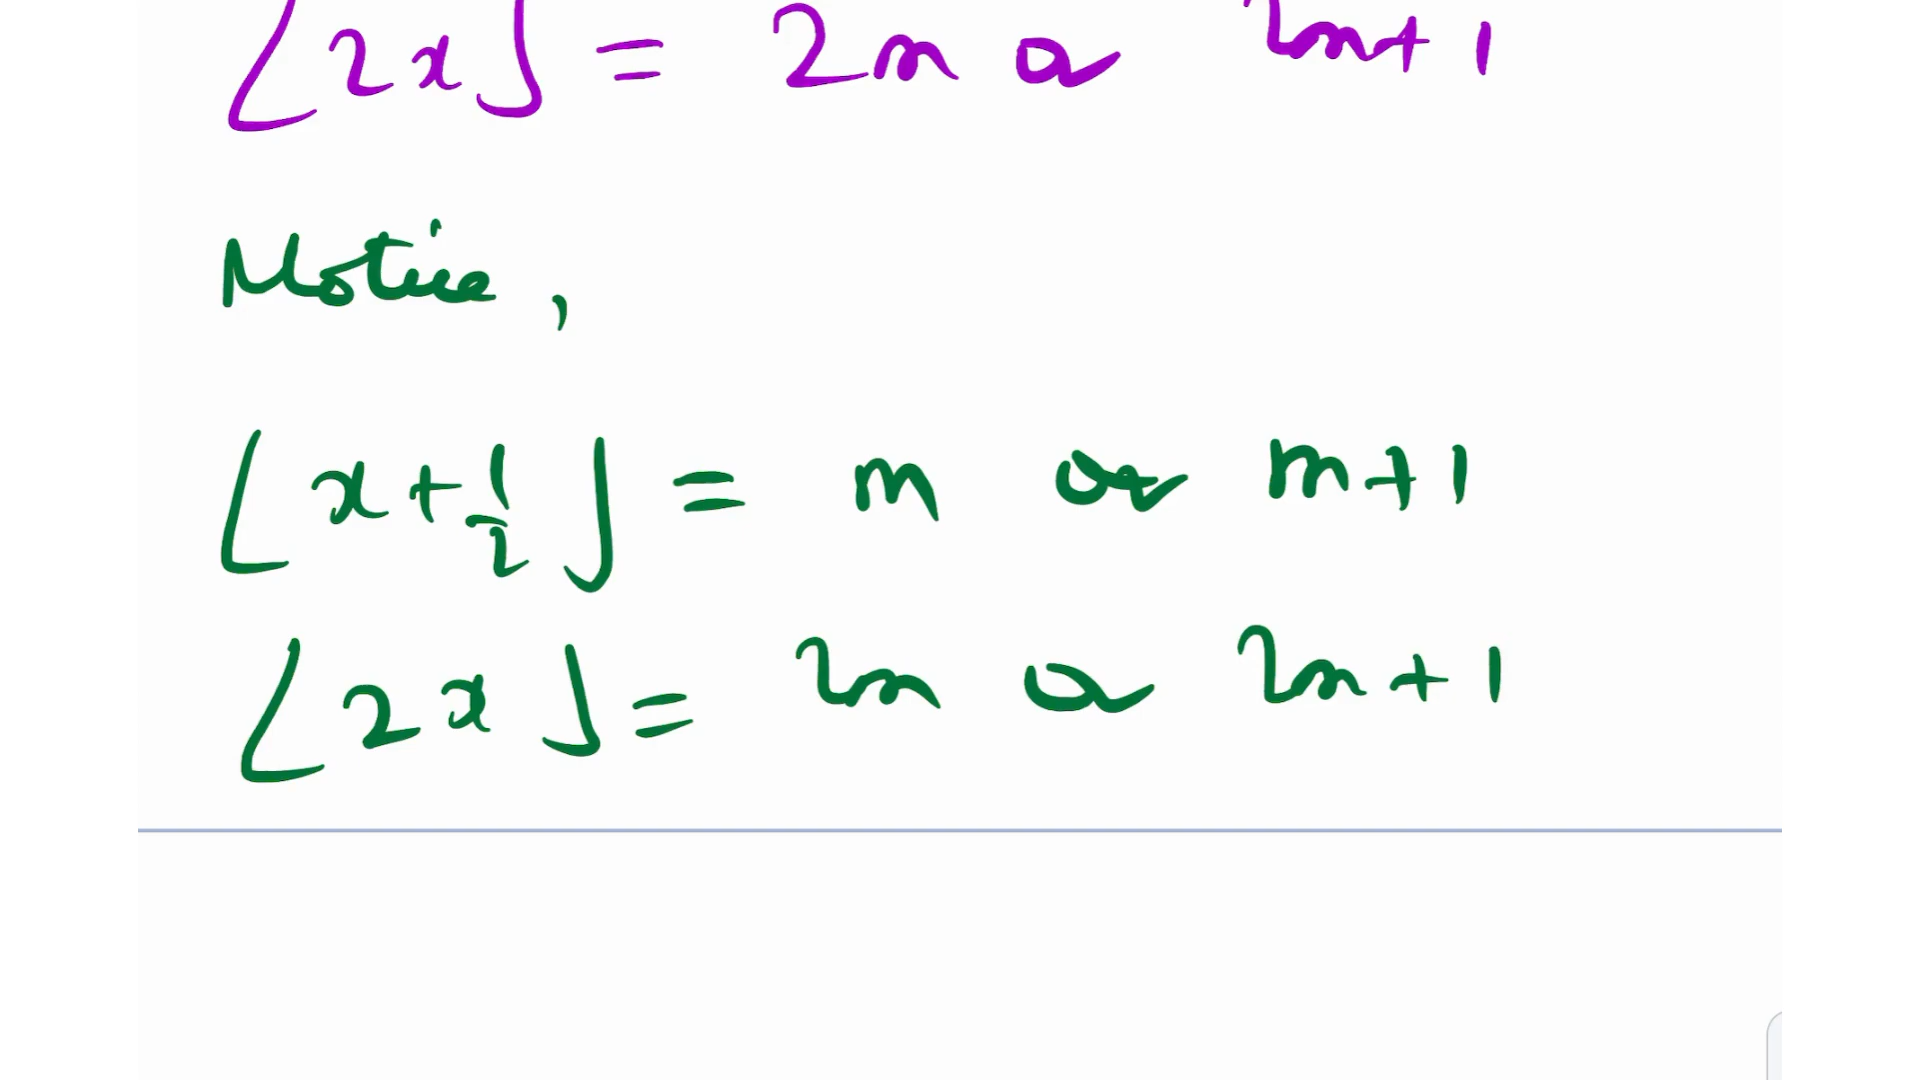 ⌊2x⌋ = 2m or 2m+1
Notice,
⌊x+1/2⌋ = m or m+1
⌊2x⌋ = 2m or 2m+1